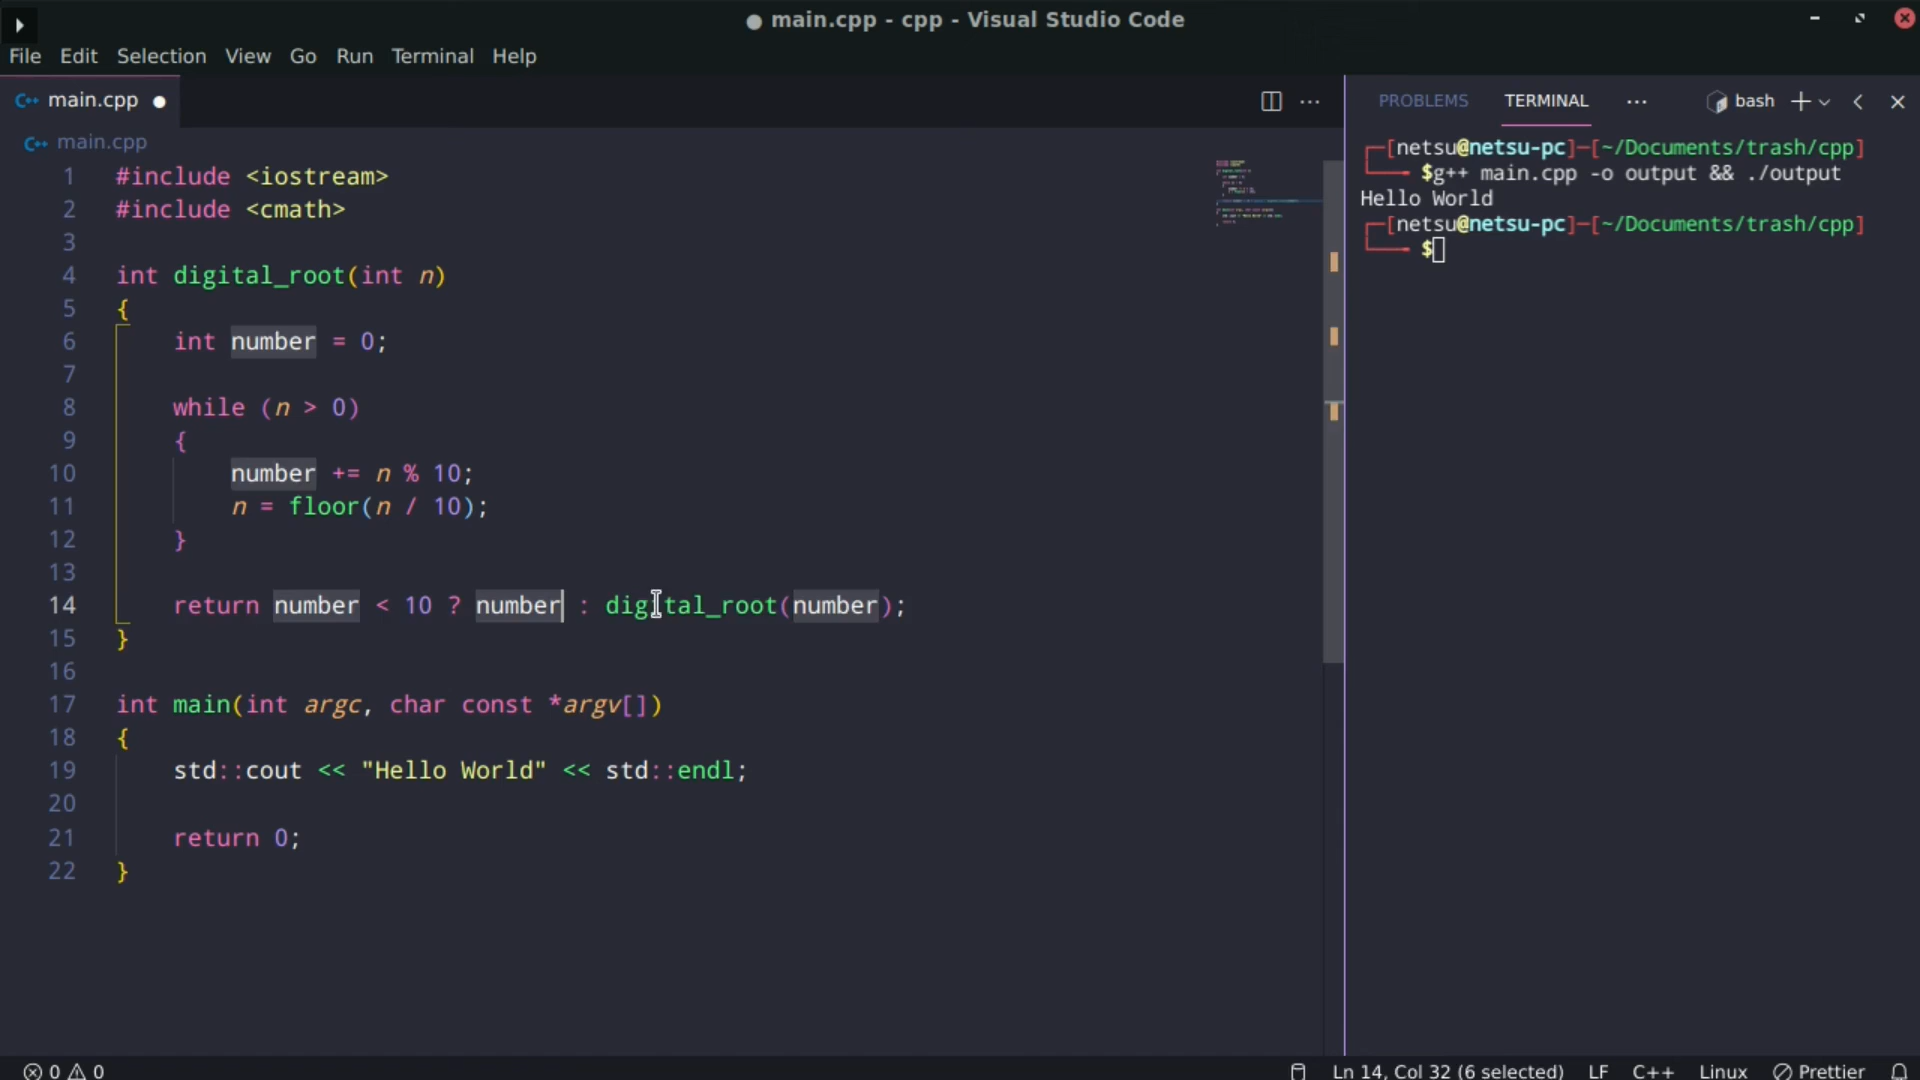 ● main.cpp - cpp - Visual Studio Code
File Edit Selection View Go Run Terminal Help
main.cpp ●
main.cpp
1 #include <iostream>
2 #include <cmath>
3
4 int digital_root(int n)
5 {
6 int number = 0;
7
8 while (n > 0)
9 {
10 number += n % 10;
11 n = floor(n / 10);
12 }
13
14 return number < 10 ? number : digital_root(number);
15 }
16
17 int main(int argc, char const *argv[])
18 {
19 std::cout << "Hello World" << std::endl;
20
21 return 0;
22 }
PROBLEMS TERMINAL ··· bash
┌─[netsu@netsu-pc]─[~/Documents/trash/cpp]
└──╼ $g++ main.cpp -o output && ./output
Hello World
┌─[netsu@netsu-pc]─[~/Documents/trash/cpp]
└──╼ $
0 0 Ln 14, Col 32 (6 selected) LF C++ Linux Prettier